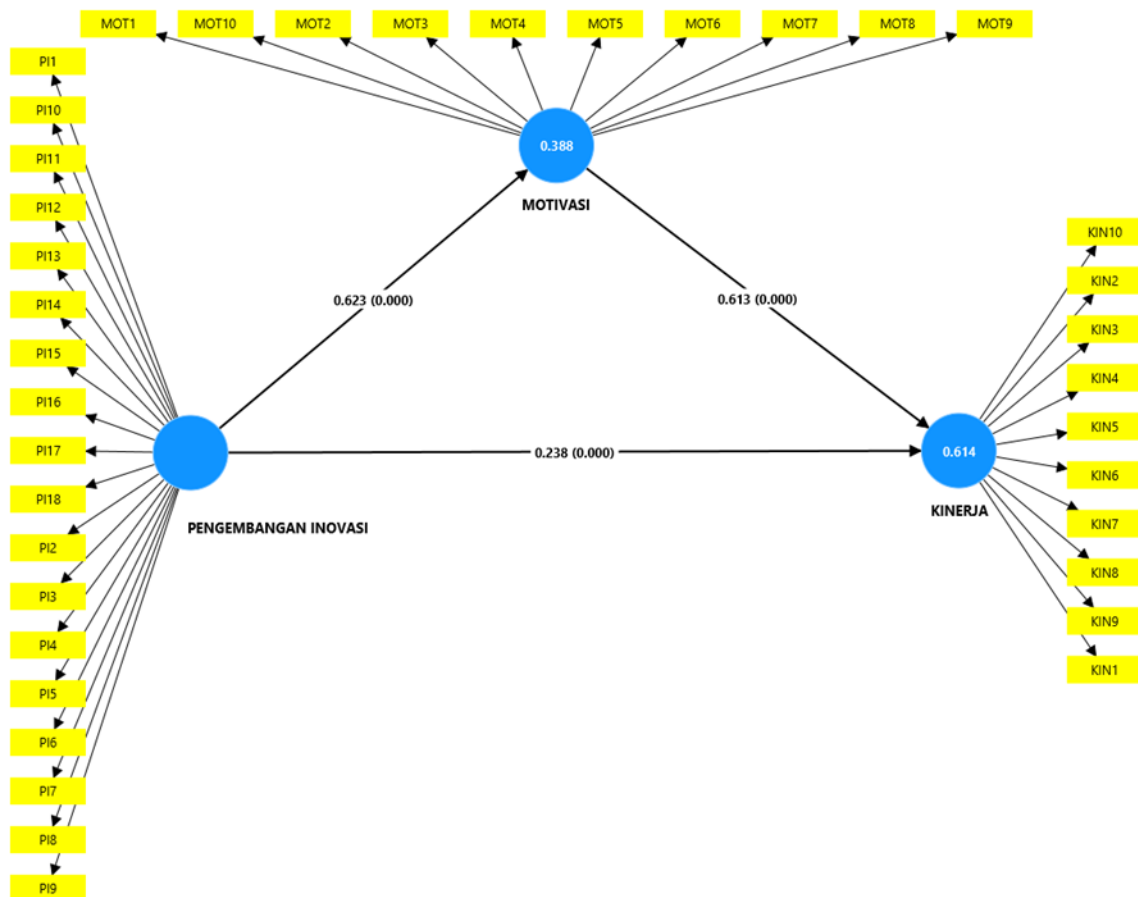 MOT1 MOT10 MOT2 MOT3 MOT4 MOT5 MOT6 MOT7 MOT8 MOT9
PI1
PI10
PI11
PI12
PI13
PI14
PI15
PI16
PI17
PI18
PI2
PI3
PI4
PI5
PI6
PI7
PI8
PI9
0.388
MOTIVASI
0.623 (0.000)
0.613 (0.000)
0.238 (0.000)
PENGEMBANGAN INOVASI
0.614
KINERJA
KIN10
KIN2
KIN3
KIN4
KIN5
KIN6
KIN7
KIN8
KIN9
KIN1